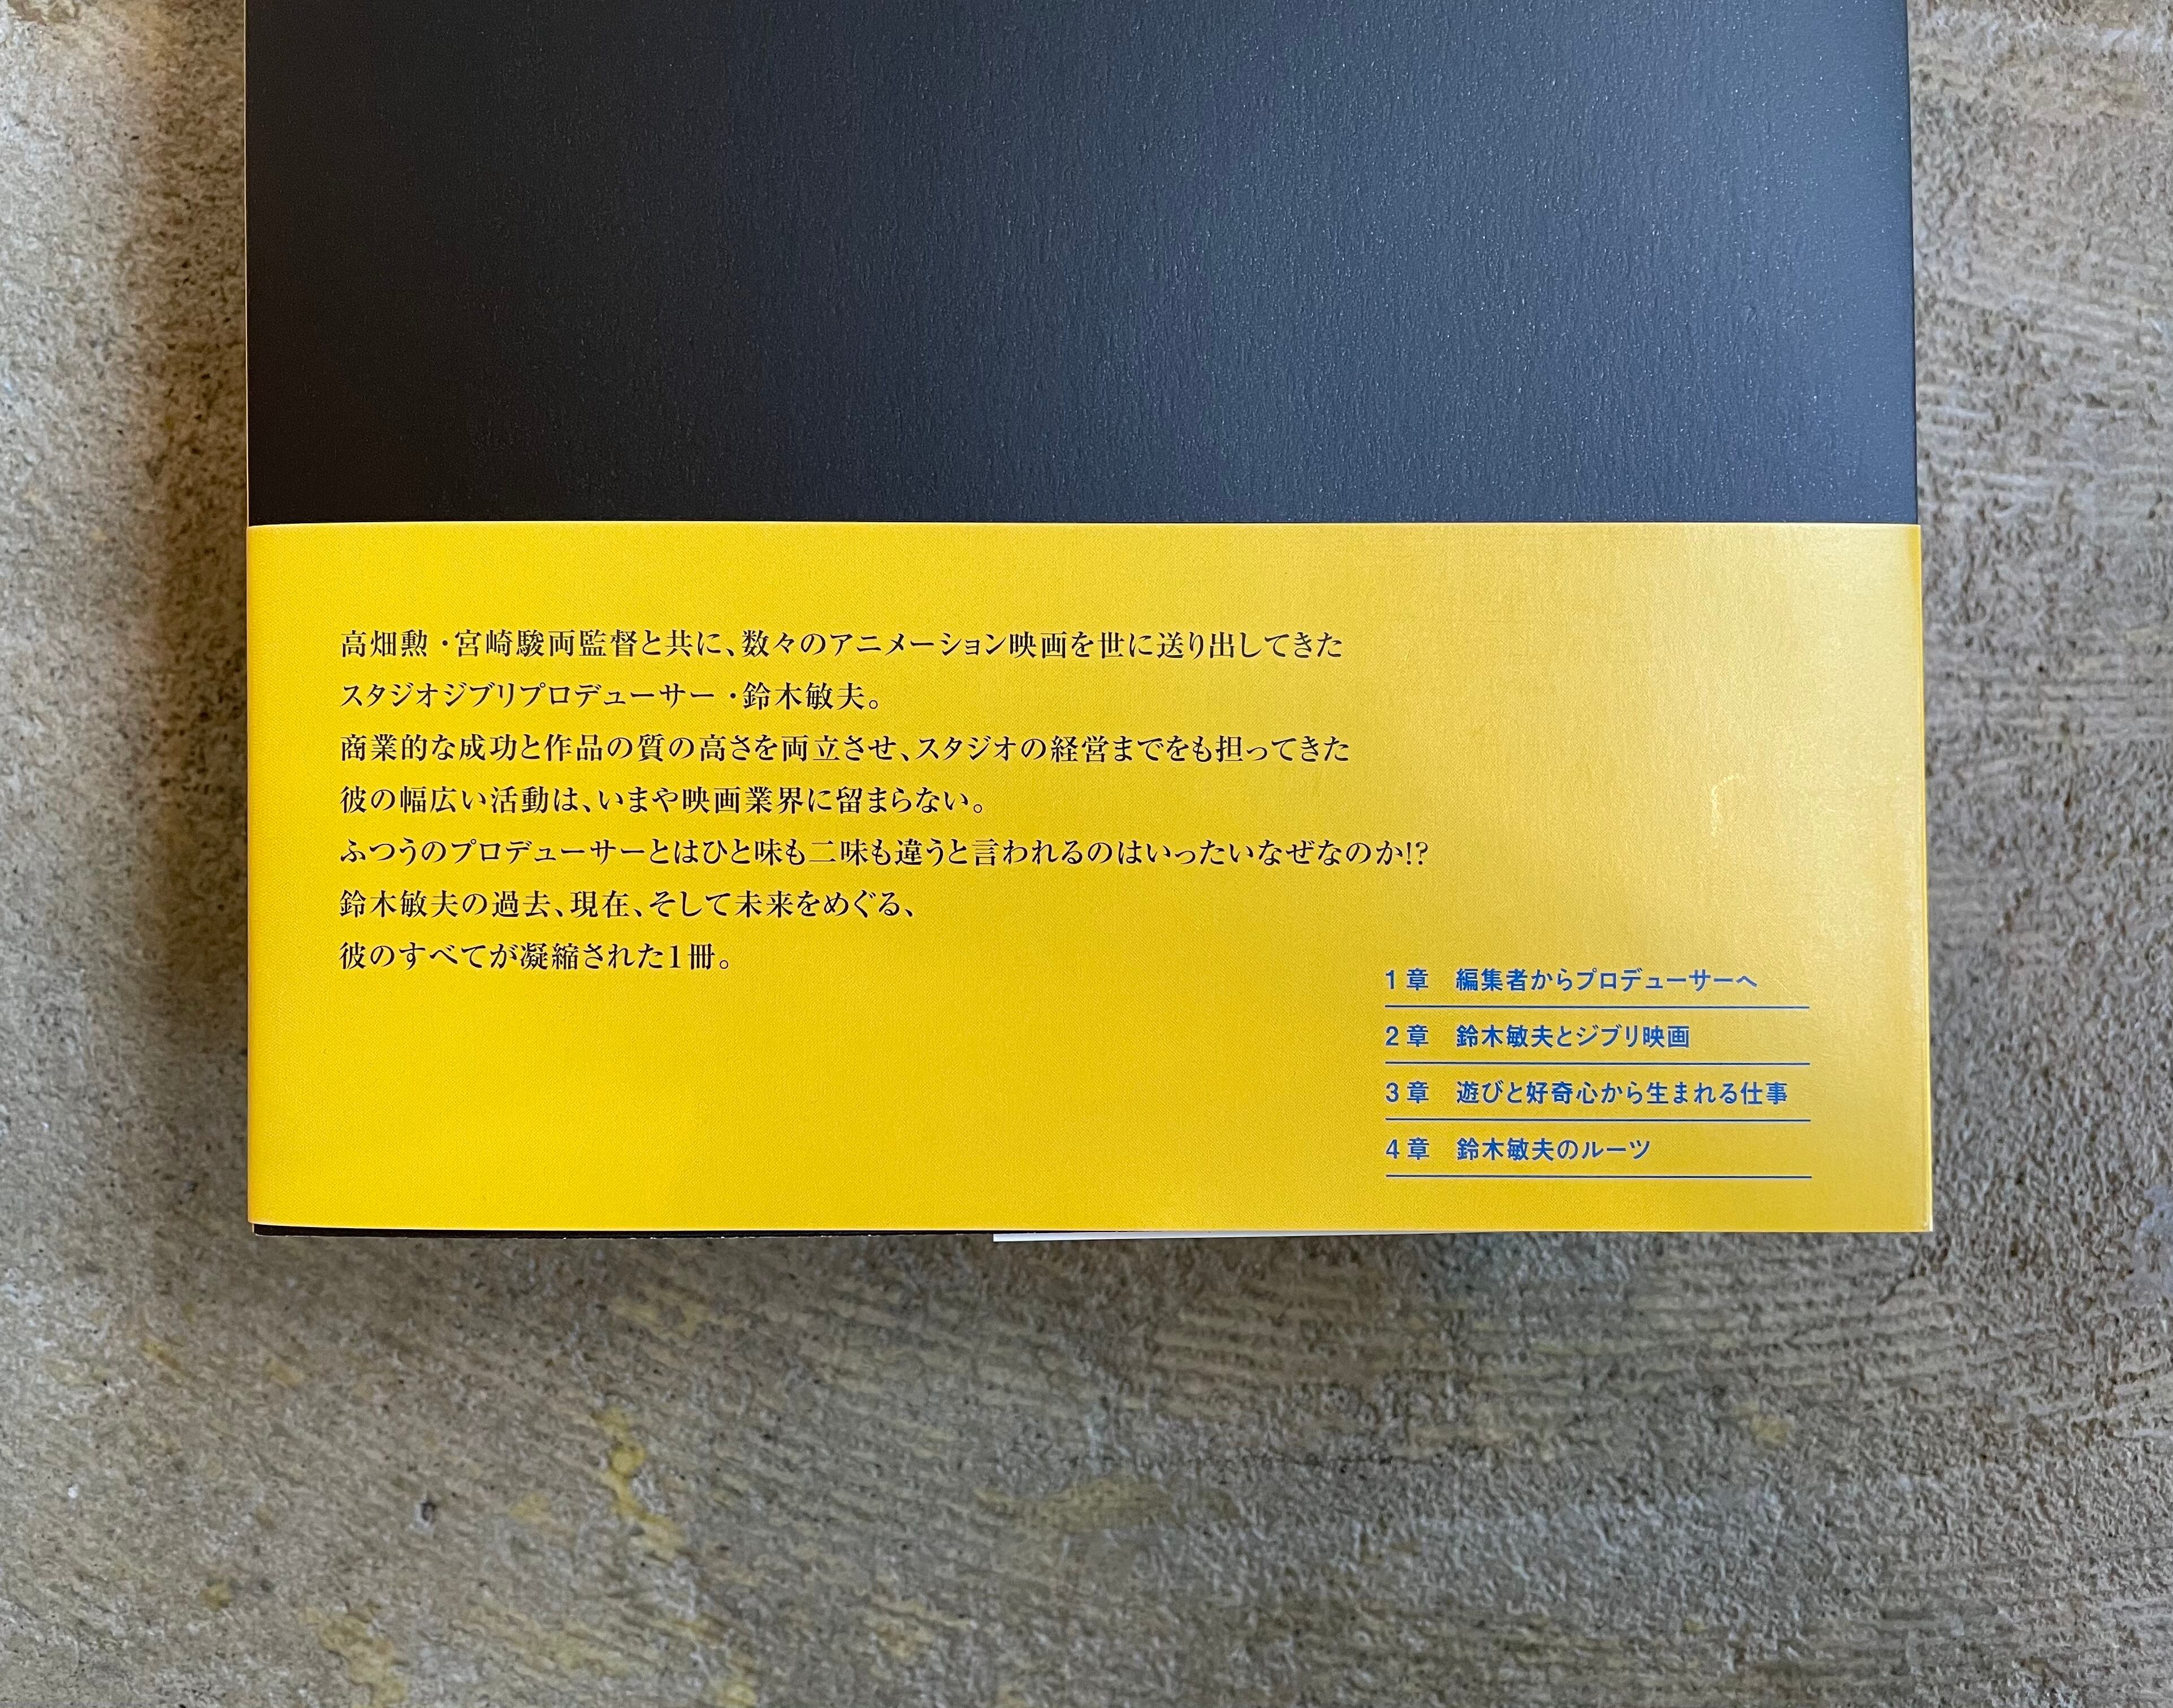 高畑勲・宮崎駿両監督と共に、数々のアニメーション映画を世に送り出してきた
スタジオジブリプロデューサー・鈴木敏夫。
商業的な成功と作品の質の高さを両立させ、スタジオの経営までをも担ってきた
彼の幅広い活動は、いまや映画業界に留まらない。
ふつうのプロデューサーとはひと味も二味も違うと言われるのはいったいなぜなのか!?
鈴木敏夫の過去、現在、そして未来をめぐる、
彼のすべてが凝縮された1冊。
1章　編集者からプロデューサーへ
2章　鈴木敏夫とジブリ映画
3章　遊びと好奇心から生まれる仕事
4章　鈴木敏夫のルーツ